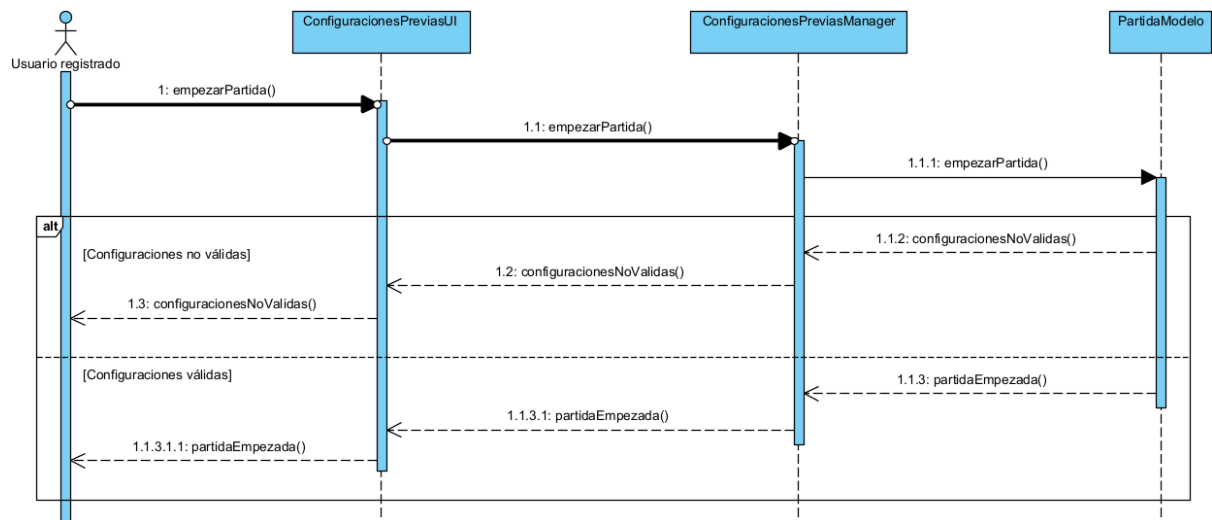 ConfiguracionesPreviasUI
ConfiguracionesPreviasManager
PartidaModelo
Usuario registrado
1: empezarPartida()
1.1: empezarPartida()
1.1.1: empezarPartida()
alt
[Configuraciones no válidas]
1.1.2: configuracionesNoValidas()
1.2: configuracionesNoValidas()
1.3: configuracionesNoValidas()
[Configuraciones válidas]
1.1.3: partidaEmpezada()
1.1.3.1: partidaEmpezada()
1.1.3.1.1: partidaEmpezada()